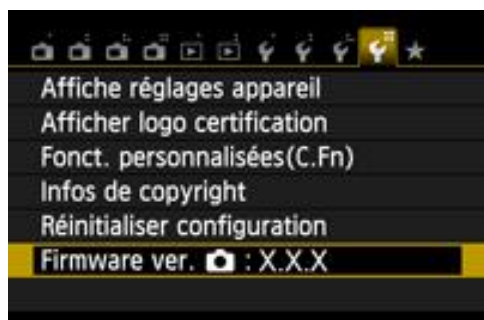 Affiche réglages appareil
Afficher logo certification
Fonct. personnalisées(C.Fn)
Infos de copyright
Réinitialiser configuration
Firmware ver. : X.X.X